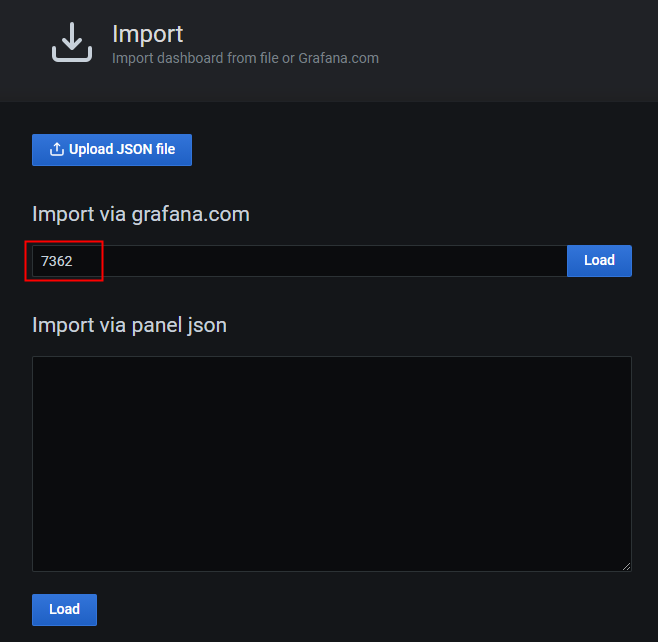 Import
Import dashboard from file or Grafana.com
Upload JSON file
Import via grafana.com
7362
Load
Import via panel json
Load